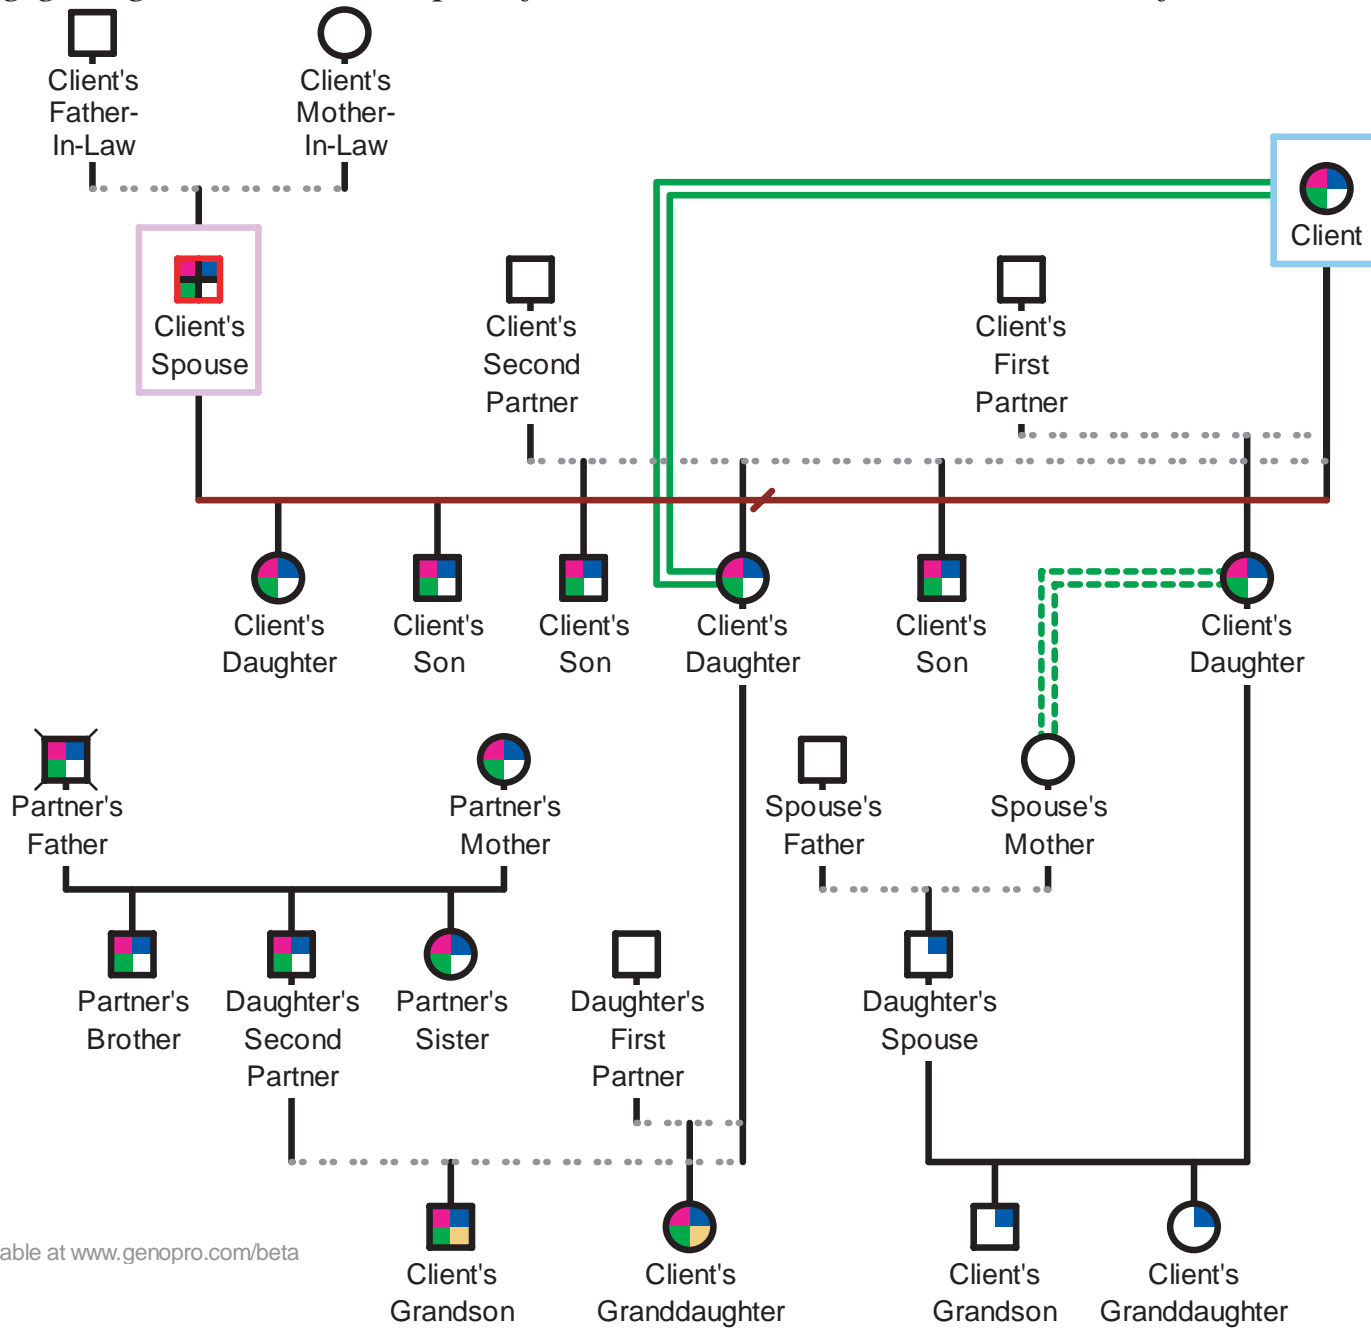 Client's
Father-
In-Law
Client's
Mother-
In-Law
Client
Client's
Spouse
Client's
Second
Partner
Client's
First
Partner
Client's
Daughter
Client's
Son
Client's
Son
Client's
Daughter
Client's
Son
Client's
Daughter
Partner's
Father
Partner's
Mother
Spouse's
Father
Spouse's
Mother
Partner's
Brother
Daughter's
Second
Partner
Partner's
Sister
Daughter's
First
Partner
Daughter's
Spouse
able at www.genopro.com/beta
Client's
Grandson
Client's
Granddaughter
Client's
Grandson
Client's
Granddaughter